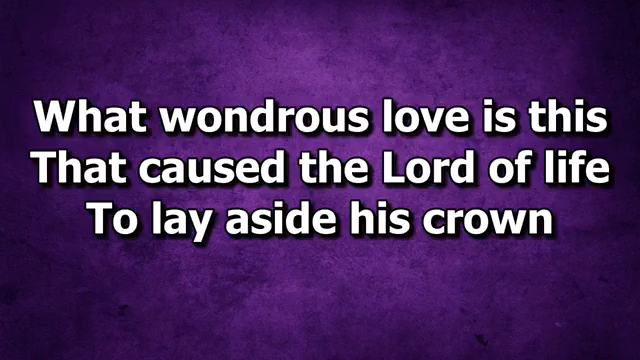 What wondrous love is this
That caused the Lord of life
To lay aside his crown